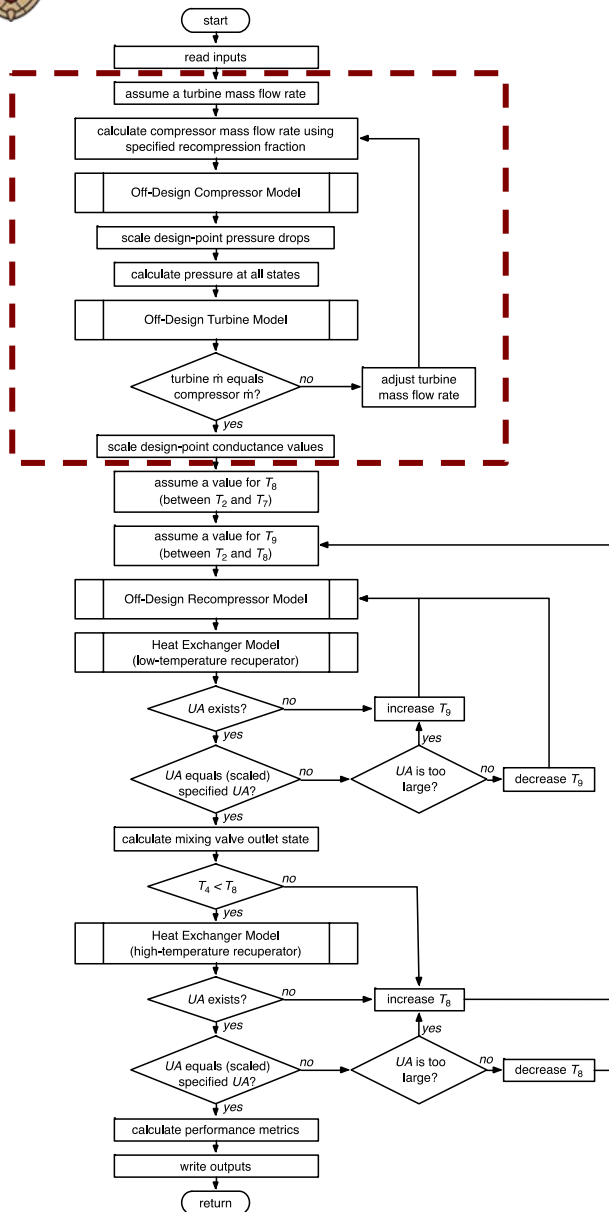 start
read inputs
assume a turbine mass flow rate
calculate compressor mass flow rate using
specified recompression fraction
Off-Design Compressor Model
scale design-point pressure drops
calculate pressure at all states
Off-Design Turbine Model
turbine ṁ equals
compressor ṁ?
no
adjust turbine
mass flow rate
yes
scale design-point conductance values
assume a value for T8
(between T2 and T7)
assume a value for T9
(between T2 and T8)
Off-Design Recompressor Model
Heat Exchanger Model
(low-temperature recuperator)
UA exists?
no
increase T9
yes
yes
UA equals (scaled)
specified UA?
no
UA is too
large?
no
decrease T9
yes
calculate mixing valve outlet state
T4 < T8
no
yes
Heat Exchanger Model
(high-temperature recuperator)
UA exists?
no
increase T8
yes
yes
UA equals (scaled)
specified UA?
no
UA is too
large?
no
decrease T8
yes
calculate performance metrics
write outputs
return